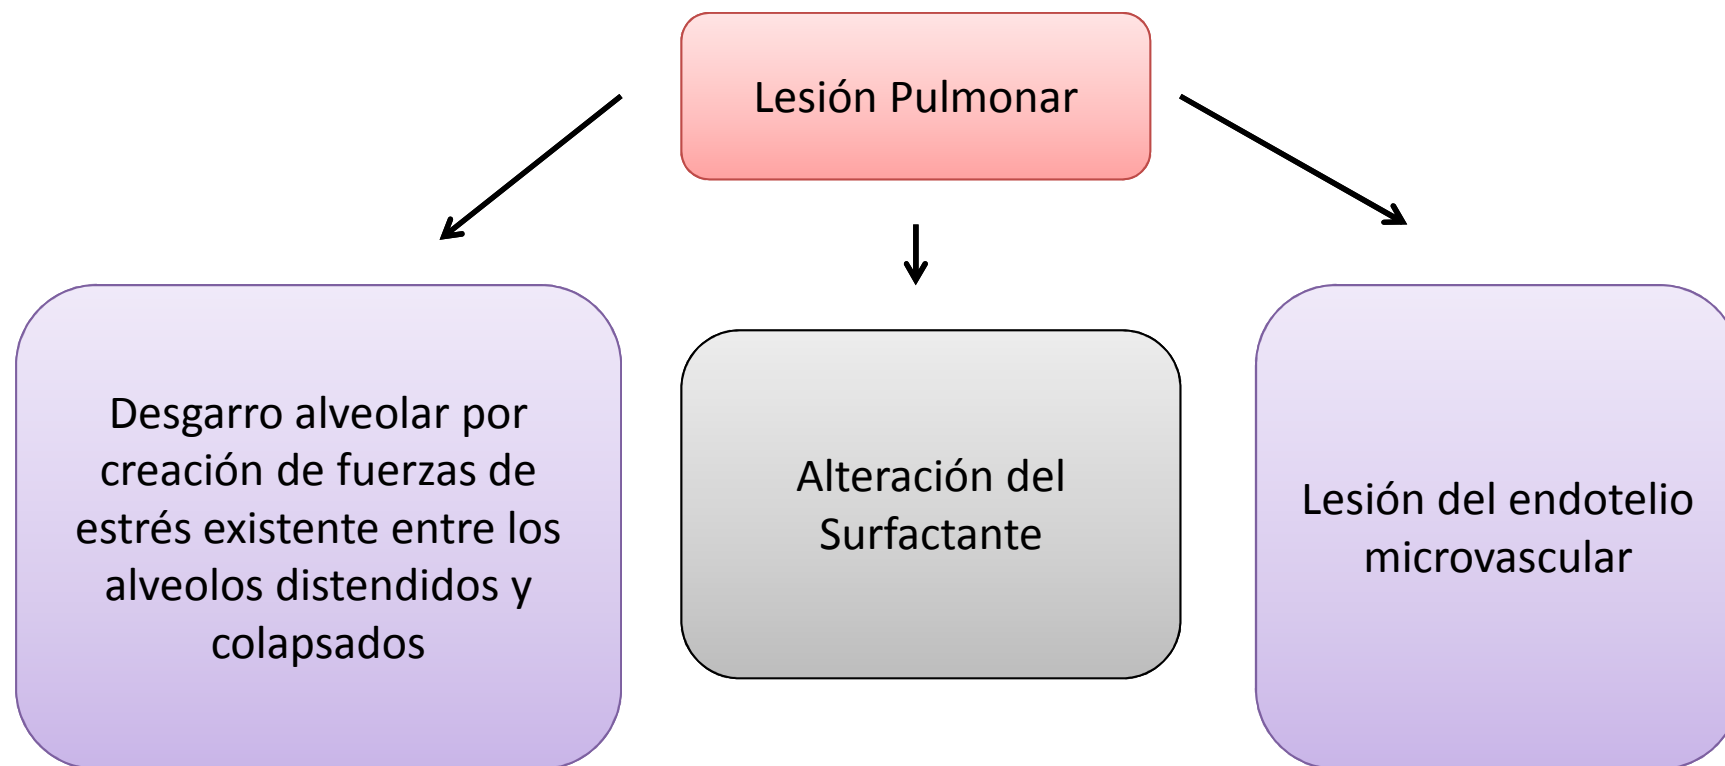 Lesión Pulmonar
Desgarro alveolar por
creación de fuerzas de
estrés existente entre los
alveolos distendidos y
colapsados
Alteración del
Surfactante
Lesión del endotelio
microvascular